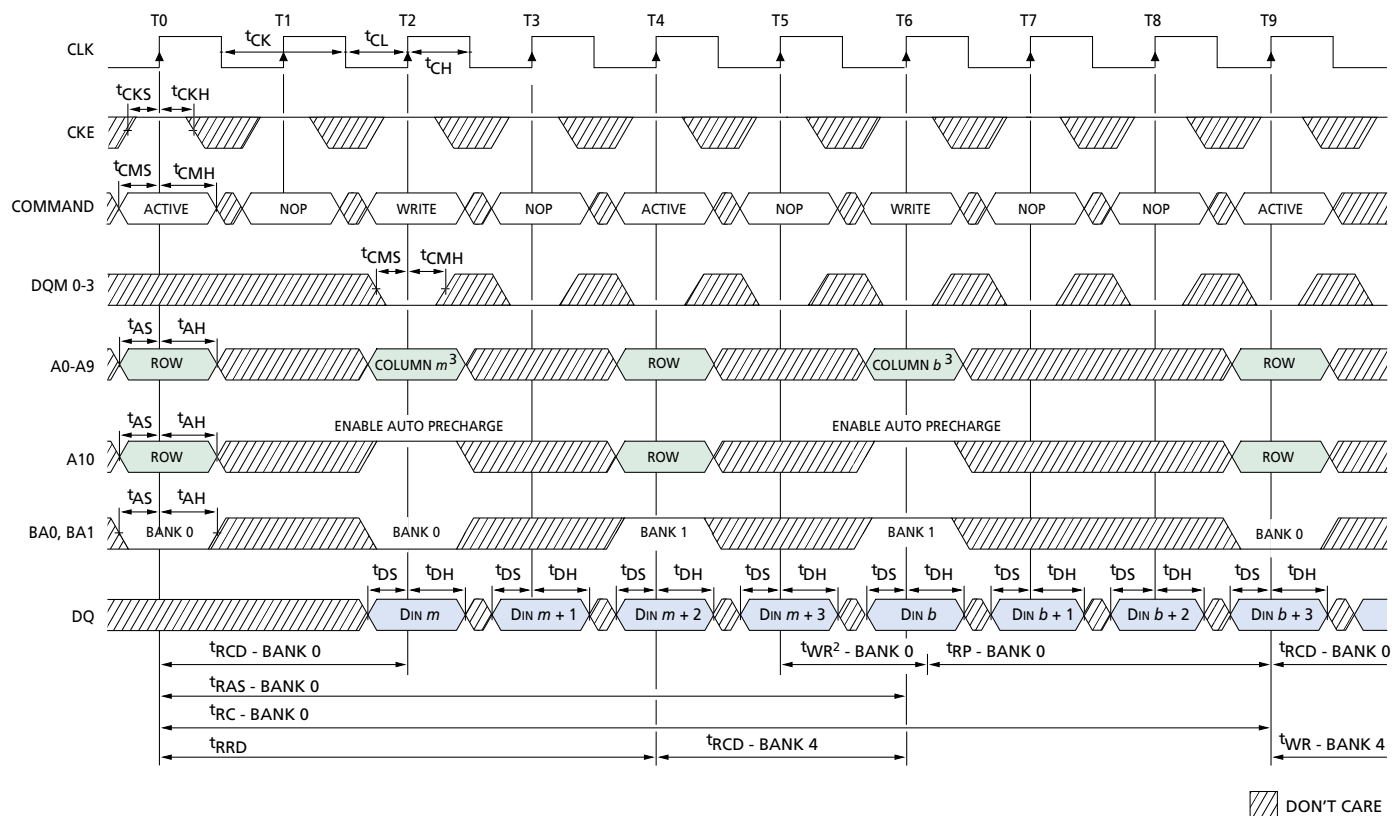 T0 T1 T2 T3 T4 T5 T6 T7 T8 T9
CLK tCK tCL tCH
tCKS tCKH
CKE
tCMS tCMH
COMMAND ACTIVE NOP WRITE NOP ACTIVE NOP WRITE NOP NOP ACTIVE
tCMS tCMH
DQM 0-3
tAS tAH
A0-A9 ROW COLUMN m3 ROW COLUMN b3 ROW
tAS tAH ENABLE AUTO PRECHARGE ENABLE AUTO PRECHARGE
A10 ROW ROW ROW
tAS tAH
BA0, BA1 BANK 0 BANK 0 BANK 1 BANK 1 BANK 0
tDS tDH tDS tDH tDS tDH tDS tDH tDS tDH tDS tDH tDS tDH tDS tDH
DQ DIN m DIN m + 1 DIN m + 2 DIN m + 3 DIN b DIN b + 1 DIN b + 2 DIN b + 3
tRCD - BANK 0 tWR2 - BANK 0 tRP - BANK 0 tRCD - BANK 0
tRAS - BANK 0
tRC - BANK 0
tRRD tRCD - BANK 4 tWR - BANK 4
DON'T CARE